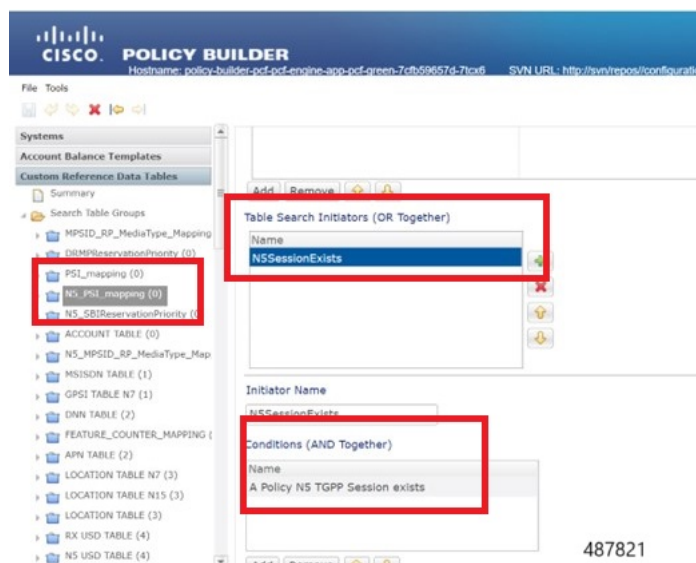 CISCO. POLICY BUILDER
Hostname: policy-builder-pcf-pcf-engine-app-pcf-green-7cfb59657d-7tcx6 SVN URL: http://svn/repos//configurati
File Tools
Systems
Account Balance Templates
Custom Reference Data Tables
Summary
Search Table Groups
MPSID_RP_MediaType_Mapping
DRMPReservationPriority (0)
PSI_mapping (0)
N5_PSI_mapping (0)
N5_SBIReservationPriority (
ACCOUNT TABLE (0)
N5_MPSID_RP_MediaType_Map
MSISDN TABLE (1)
GPSI TABLE N7 (1)
DNN TABLE (2)
FEATURE_COUNTER_MAPPING (
APN TABLE (2)
LOCATION TABLE N7 (3)
LOCATION TABLE N15 (3)
LOCATION TABLE (3)
RX USD TABLE (4)
N5 USD TABLE (4)
Add Remove
Table Search Initiators (OR Together)
Name
N5SessionExists
Initiator Name
N5SessionExists
Conditions (AND Together)
Name
A Policy N5 TGPP Session exists
Add Remove
487821